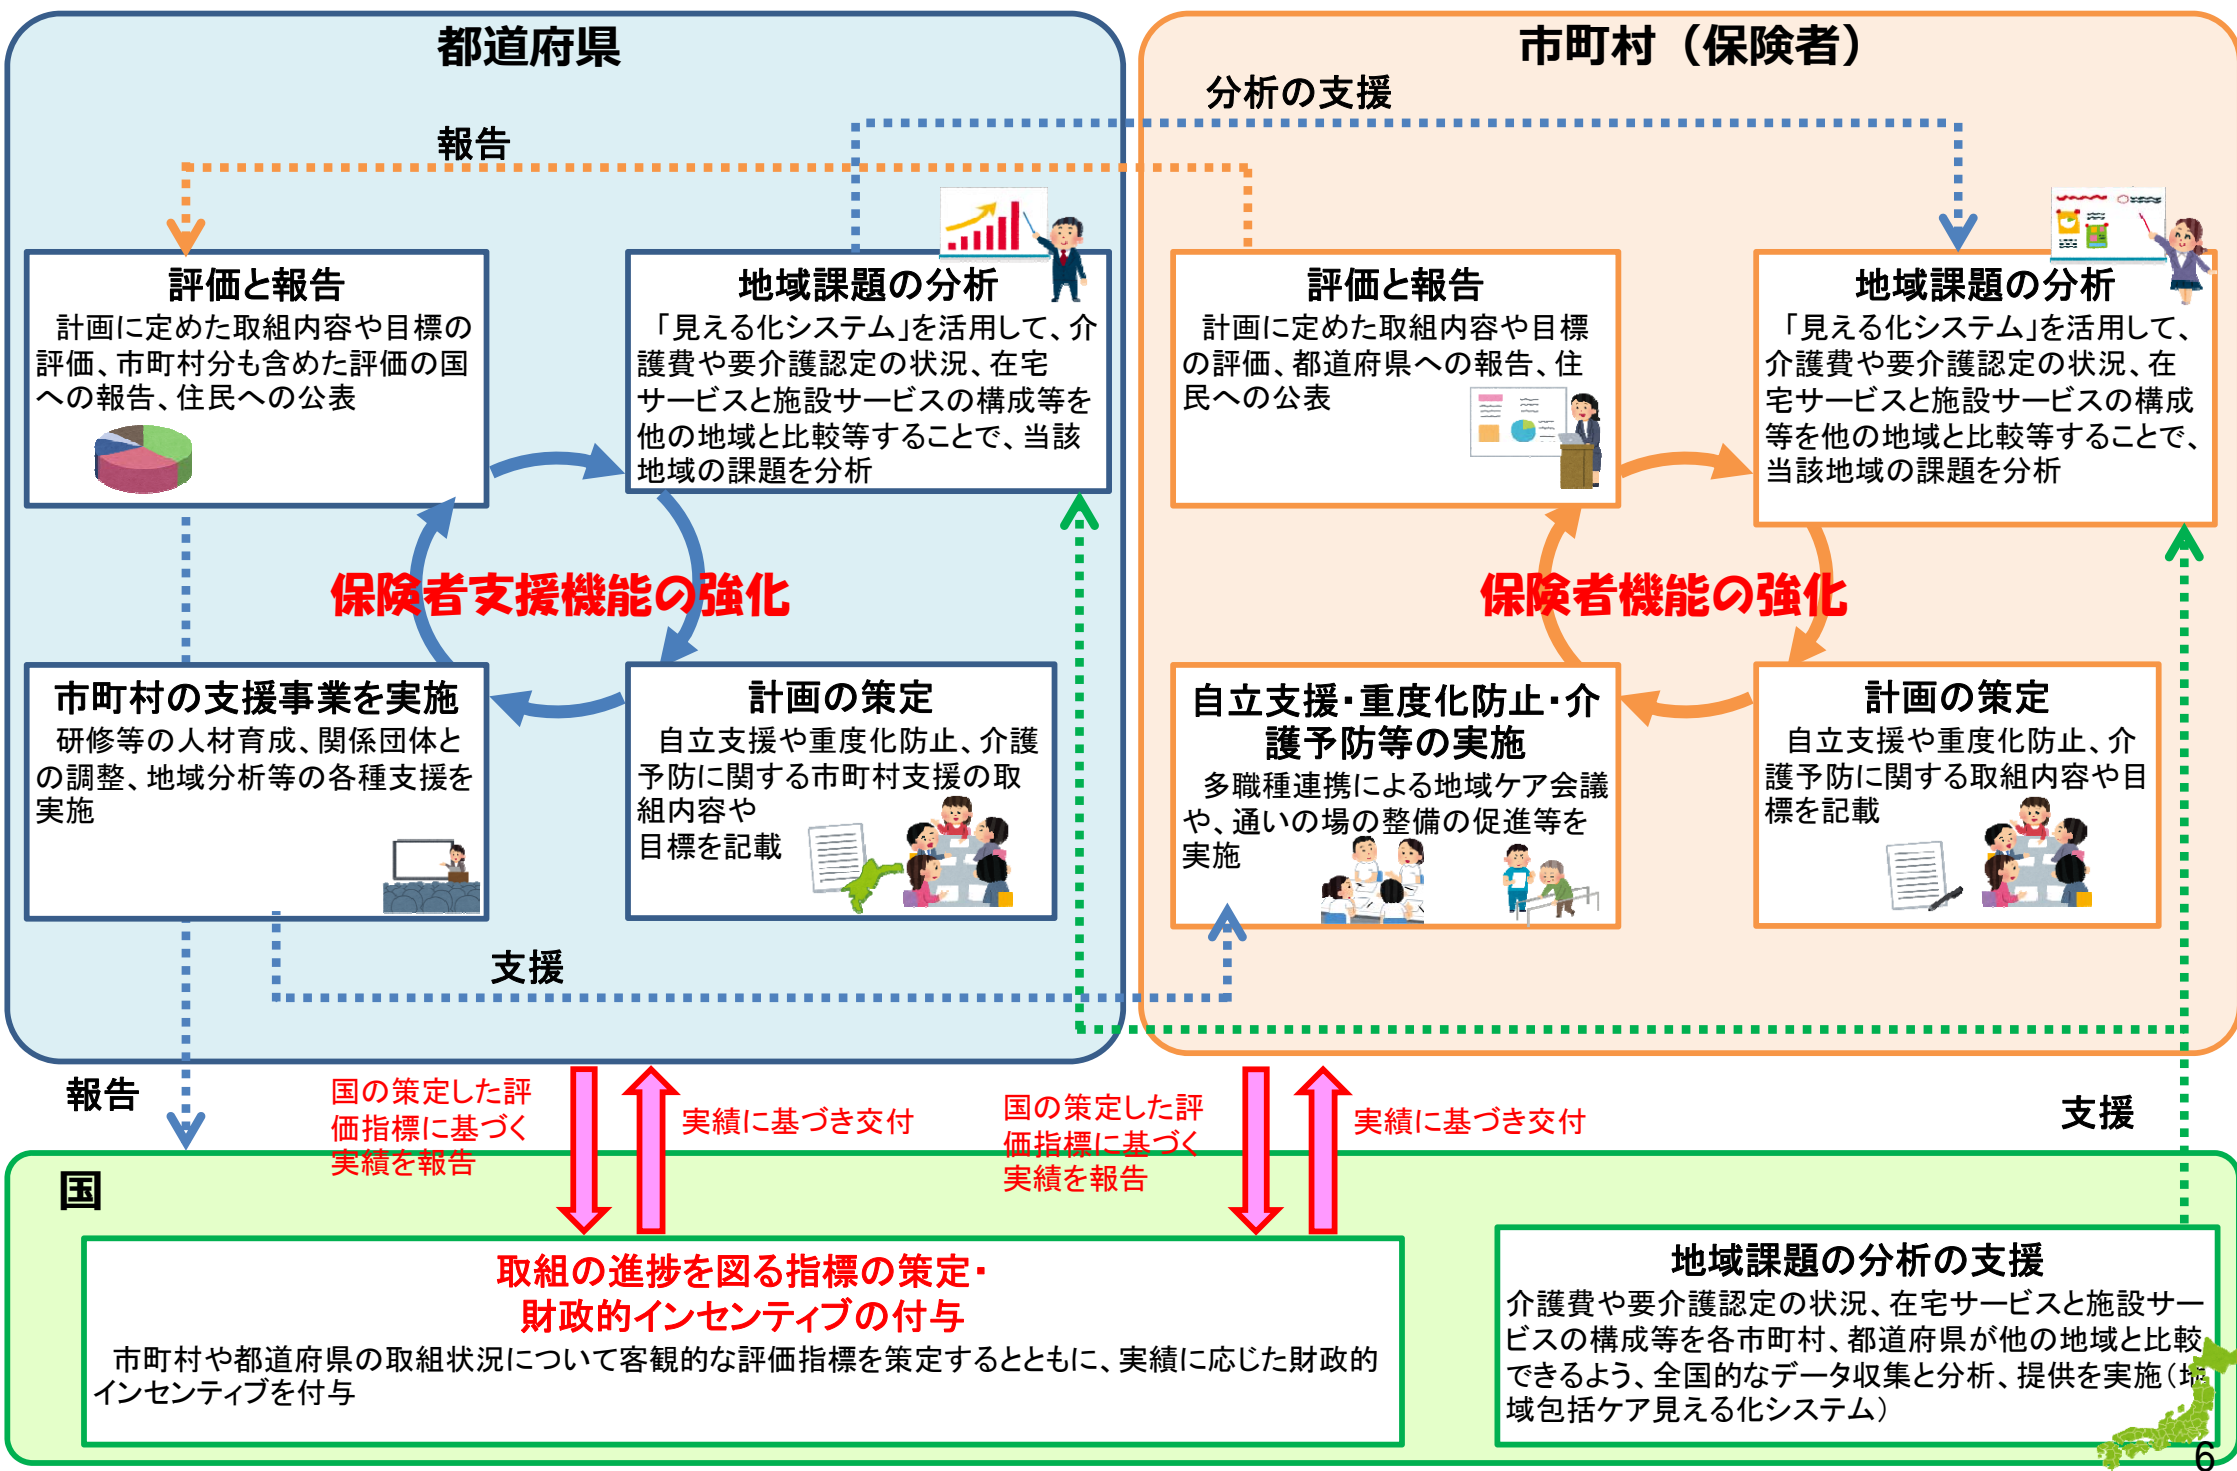 都道府県
報告
評価と報告
計画に定めた取組内容や目標の
評価、市町村分も含めた評価の国
への報告、住民への公表
地域課題の分析
「見える化システム」を活用して、介
護費や要介護認定の状況、在宅
サービスと施設サービスの構成等を
他の地域と比較等することで、当該
地域の課題を分析
保険者支援機能の強化
市町村の支援事業を実施
研修等の人材育成、関係団体と
の調整、地域分析等の各種支援を
実施
計画の策定
自立支援や重度化防止、介護
予防に関する市町村支援の取
組内容や
目標を記載
支援
市町村（保険者）
分析の支援
評価と報告
計画に定めた取組内容や目標
の評価、都道府県への報告、住
民への公表
地域課題の分析
「見える化システム」を活用して、
介護費や要介護認定の状況、在
宅サービスと施設サービスの構成
等を他の地域と比較等することで、
当該地域の課題を分析
保険者機能の強化
自立支援・重度化防止・介
護予防等の実施
多職種連携による地域ケア会議
や、通いの場の整備の促進等を
実施
計画の策定
自立支援や重度化防止、介
護予防に関する取組内容や目
標を記載
報告
国の策定した評
価指標に基づく
実績を報告
実績に基づき交付
国の策定した評
価指標に基づく
実績を報告
実績に基づき交付
支援
国
取組の進捗を図る指標の策定・
財政的インセンティブの付与
市町村や都道府県の取組状況について客観的な評価指標を策定するとともに、実績に応じた財政的
インセンティブを付与
地域課題の分析の支援
介護費や要介護認定の状況、在宅サービスと施設サー
ビスの構成等を各市町村、都道府県が他の地域と比較
できるよう、全国的なデータ収集と分析、提供を実施（地
域包括ケア見える化システム）
6